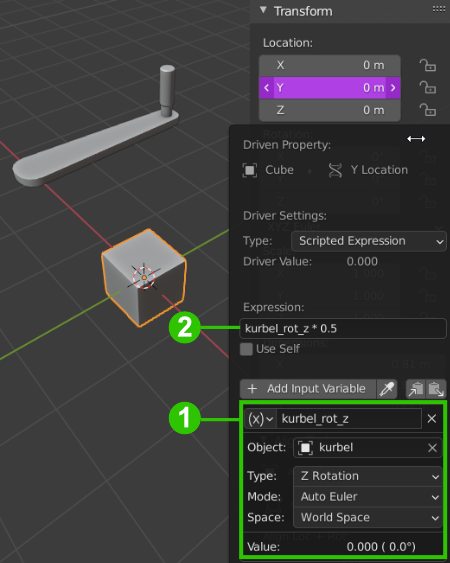 Transform
Location:
X 0 m
Y 0 m
Z 0 m
Driven Property:
Cube Y Location
Driver Settings:
Type: Scripted Expression
Driver Value: 0.000
Expression:
2 kurbel_rot_z * 0.5
Use Self
+ Add Input Variable
1 (x) kurbel_rot_z
Object: kurbel
Type: Z Rotation
Mode: Auto Euler
Space: World Space
Value: 0.000 ( 0.0°)